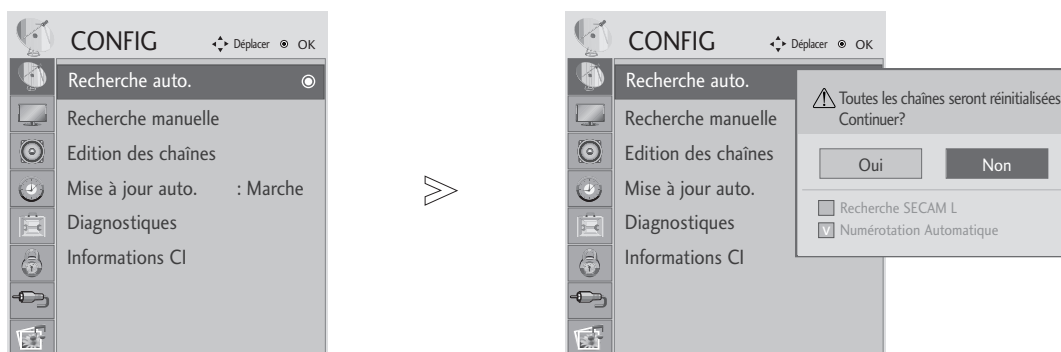 CONFIG Déplacer OK
Recherche auto.
Recherche manuelle
Edition des chaînes
Mise à jour auto. : Marche
Diagnostiques
Informations CI
CONFIG Déplacer OK
Recherche auto.
Recherche manuelle
Edition des chaînes
Mise à jour auto.
Diagnostiques
Informations CI
Toutes les chaînes seront réinitialisées
Continuer?
Oui Non
Recherche SECAM L
V Numérotation Automatique